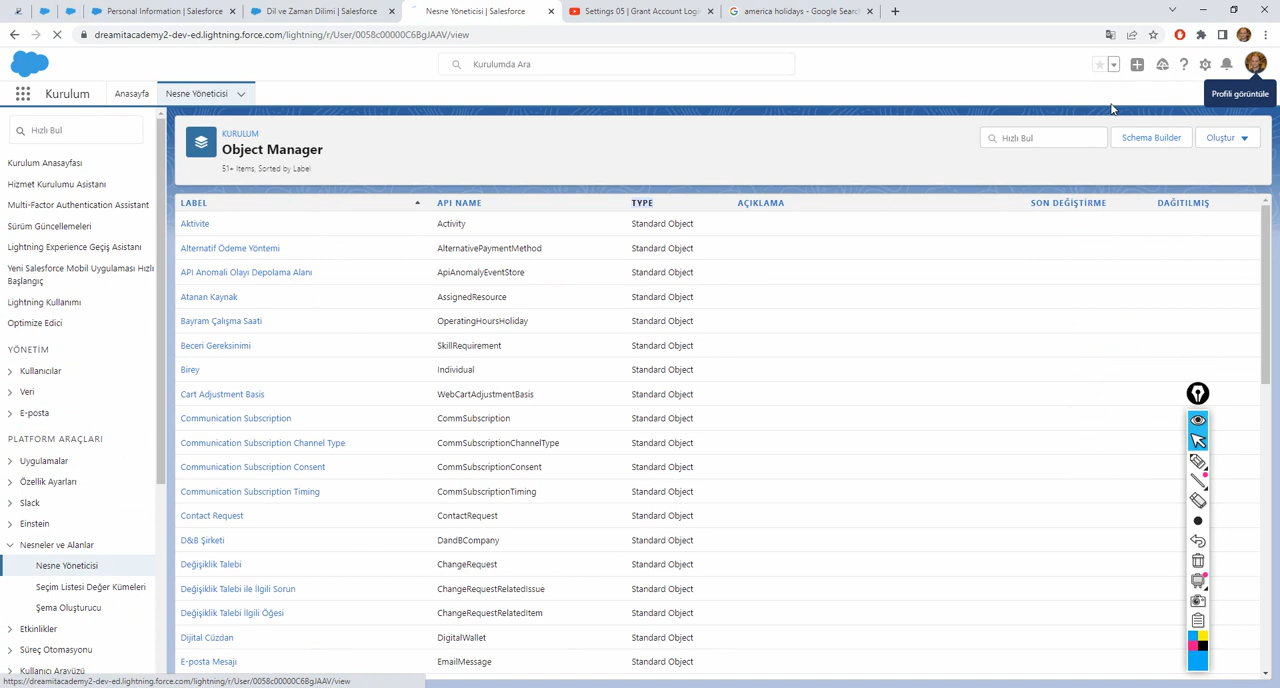 Personal Information | Salesforce
Dil ve Zaman Dilimi | Salesforce
Nesne Yöneticisi | Salesforce
Settings 05 | Grant Account Logi
america holidays - Google Search
dreamitacademy2-dev-ed.lightning.force.com/lightning/r/User/0058c00000C6BgJAAV/view
Kurulumda Ara
Kurulum
Anasayfa
Nesne Yöneticisi
Profili görüntüle
Hızlı Bul
Kurulum Anasayfası
Hizmet Kurulumu Asistanı
Multi-Factor Authentication Assistant
Sürüm Güncellemeleri
Lightning Experience Geçiş Asistanı
Yeni Salesforce Mobil Uygulaması Hızlı
Başlangıç
Lightning Kullanımı
Optimize Edici
YÖNETİM
Kullanıcılar
Veri
E-posta
PLATFORM ARAÇLARI
Uygulamalar
Özellik Ayarları
Slack
Einstein
Nesneler ve Alanlar
Nesne Yöneticisi
Seçim Listesi Değer Kümeleri
Şema Oluşturucu
Etkinlikler
Süreç Otomasyonu
Kullanıcı Arayüzü
KURULUM
Object Manager
51+ Items, Sorted by Label
Hızlı Bul
Schema Builder
Oluştur
LABEL API NAME TYPE AÇIKLAMA SON DEĞİŞTİRME DAĞITILMIŞ
Aktivite Activity Standard Object
Alternatif Ödeme Yöntemi AlternativePaymentMethod Standard Object
API Anomali Olayı Depolama Alanı ApiAnomalyEventStore Standard Object
Atanan Kaynak AssignedResource Standard Object
Bayram Çalışma Saati OperatingHoursHoliday Standard Object
Beceri Gereksinimi SkillRequirement Standard Object
Birey Individual Standard Object
Cart Adjustment Basis WebCartAdjustmentBasis Standard Object
Communication Subscription CommSubscription Standard Object
Communication Subscription Channel Type CommSubscriptionChannelType Standard Object
Communication Subscription Consent CommSubscriptionConsent Standard Object
Communication Subscription Timing CommSubscriptionTiming Standard Object
Contact Request ContactRequest Standard Object
D&B Şirketi DandBCompany Standard Object
Değişiklik Talebi ChangeRequest Standard Object
Değişiklik Talebi ile İlgili Sorun ChangeRequestRelatedIssue Standard Object
Değişiklik Talebi İlgili Öğesi ChangeRequestRelatedItem Standard Object
Dijital Cüzdan DigitalWallet Standard Object
E-posta Mesajı EmailMessage Standard Object
https://dreamitacademy2-dev-ed.lightning.force.com/lightning/r/User/0058c00000C6BgJAAV/view